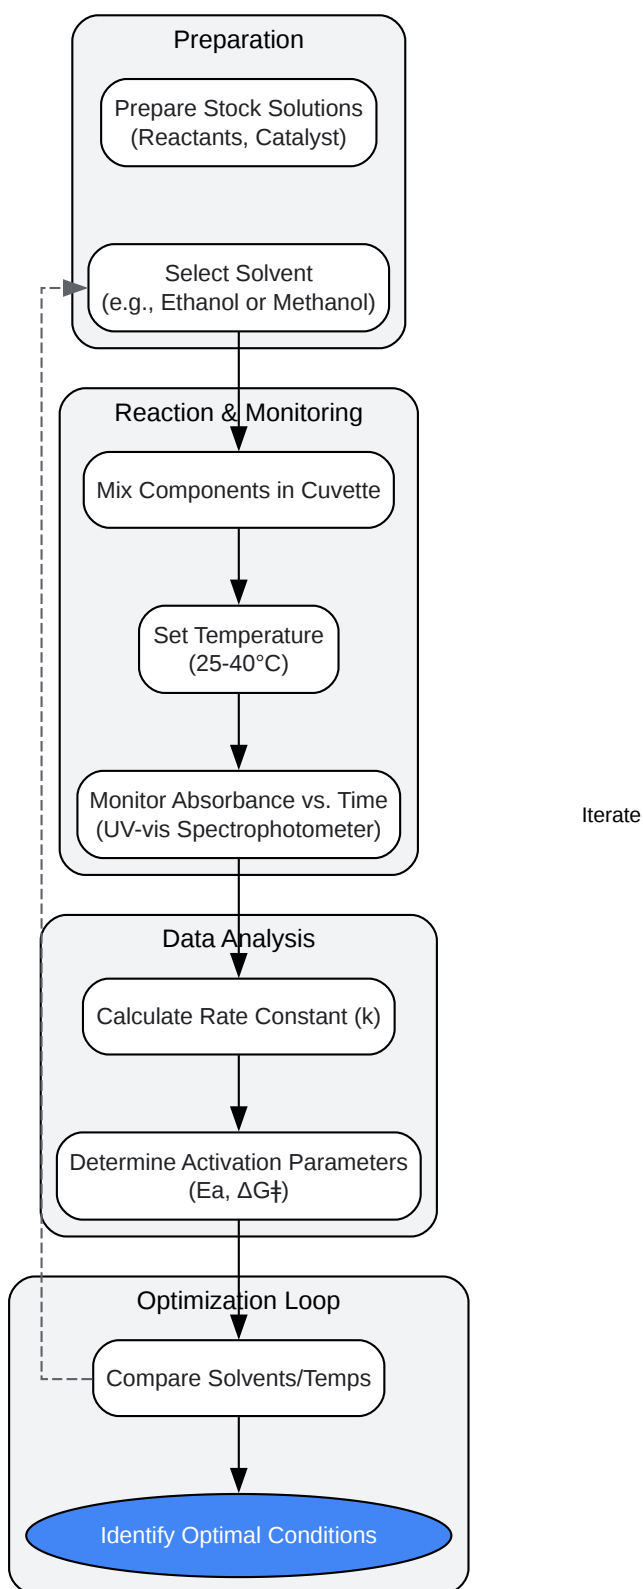 Preparation
Prepare Stock Solutions
(Reactants, Catalyst)
Select Solvent
(e.g., Ethanol or Methanol)
Reaction & Monitoring
Mix Components in Cuvette
Set Temperature
(25-40°C)
Monitor Absorbance vs. Time
(UV-vis Spectrophotometer)
Iterate
Data Analysis
Calculate Rate Constant (k)
Determine Activation Parameters
(Ea, ΔGǂ)
Optimization Loop
Compare Solvents/Temps
Identify Optimal Conditions